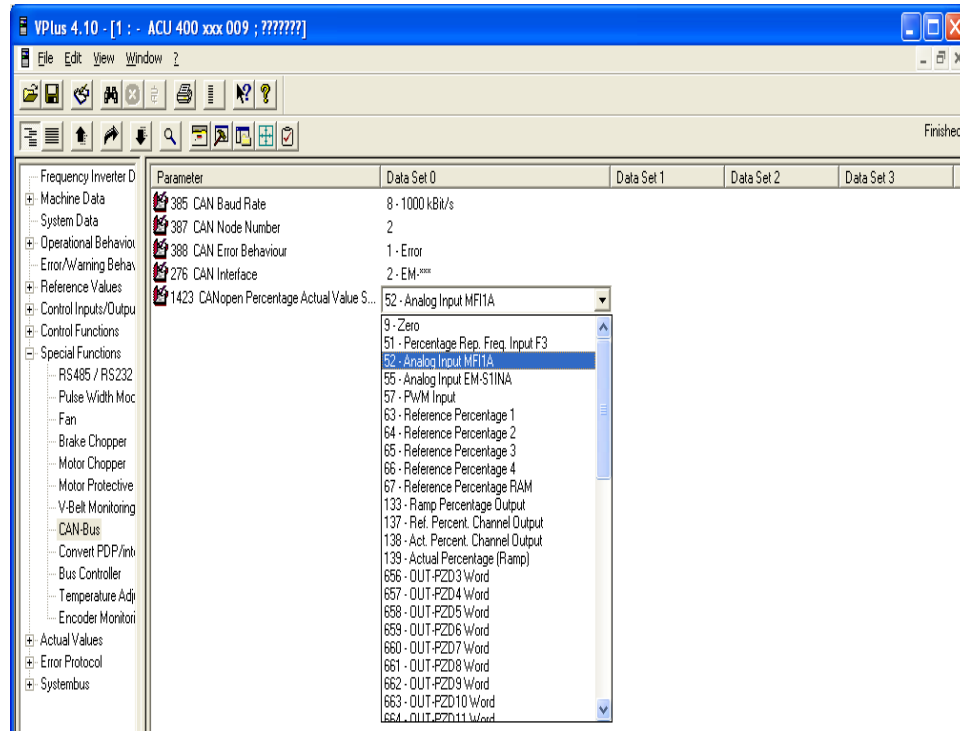 VPlus 4.10 - [1 : - ACU 400 xxx 009 ; ???????]
File Edit View Window ?
Finished
Frequency Inverter D
Machine Data
System Data
Operational Behaviou
Error/Warning Behav
Reference Values
Control Inputs/Outpu
Control Functions
Special Functions
RS485 / RS232
Pulse Width Moc
Fan
Brake Chopper
Motor Chopper
Motor Protective
V-Belt Monitoring
CAN-Bus
Convert PDP/inte
Bus Controller
Temperature Adju
Encoder Monitori
Actual Values
Error Protocol
Systembus
Parameter Data Set 0 Data Set 1 Data Set 2 Data Set 3
385 CAN Baud Rate 8 - 1000 kBit/s
387 CAN Node Number 2
388 CAN Error Behaviour 1 - Error
276 CAN Interface 2 - EM-***
1423 CANopen Percentage Actual Value S... 52 - Analog Input MFI1A
9 - Zero
51 - Percentage Rep. Freq. Input F3
52 - Analog Input MFI1A
55 - Analog Input EM-S1INA
57 - PWM Input
63 - Reference Percentage 1
64 - Reference Percentage 2
65 - Reference Percentage 3
66 - Reference Percentage 4
67 - Reference Percentage RAM
133 - Ramp Percentage Output
137 - Ref. Percent. Channel Output
138 - Act. Percent. Channel Output
139 - Actual Percentage (Ramp)
656 - OUT-PZD3 Word
657 - OUT-PZD4 Word
658 - OUT-PZD5 Word
659 - OUT-PZD6 Word
660 - OUT-PZD7 Word
661 - OUT-PZD8 Word
662 - OUT-PZD9 Word
663 - OUT-PZD10 Word
664 - OUT-PZD11 Word